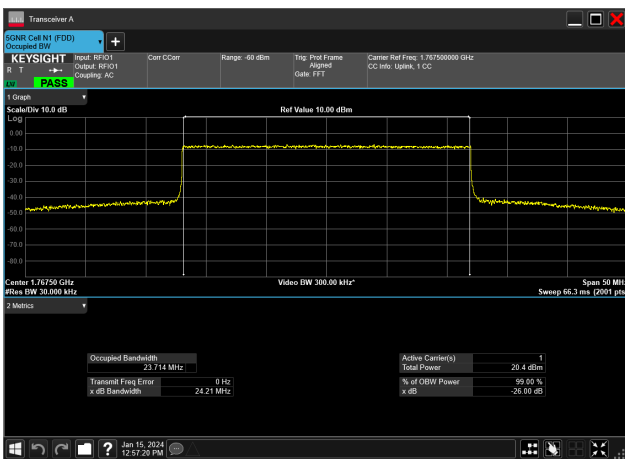 Transceiver A
5GNR Cell N1 (FDD)
Occupied BW
KEYSIGHT
R T
PASS
Input: RFIO1
Output: RFIO1
Coupling: AC
Corr CCorr
Range: -60 dBm
Trig: Prot Frame
Aligned
Gate: FFT
Carrier Ref Freq: 1.767500000 GHz
CC Info: Uplink, 1 CC
1 Graph
Scale/Div 10.0 dB
Ref Value 10.00 dBm
Log
0.00
-10.0
-20.0
-30.0
-40.0
-50.0
-60.0
-70.0
-80.0
Center 1.76750 GHz
Video BW 300.00 kHz*
Span 50 MHz
#Res BW 30.000 kHz
Sweep 66.3 ms (2001 pts
2 Metrics
Occupied Bandwidth
23.714 MHz
Active Carrier(s) 1
Total Power 20.4 dBm
Transmit Freq Error 0 Hz
x dB Bandwidth 24.21 MHz
% of OBW Power 99.00 %
x dB -26.00 dB
Jan 15, 2024
12:57:20 PM